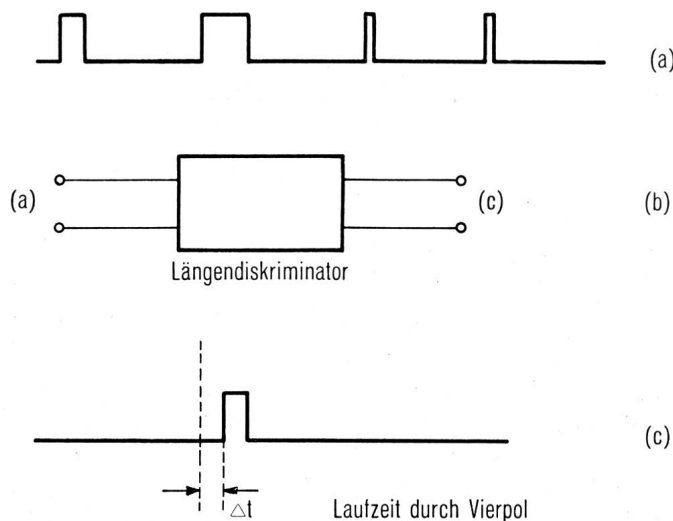 (a)
(a)
(c)
(b)
Längendiskriminator
(c)
△t
Laufzeit durch Vierpol